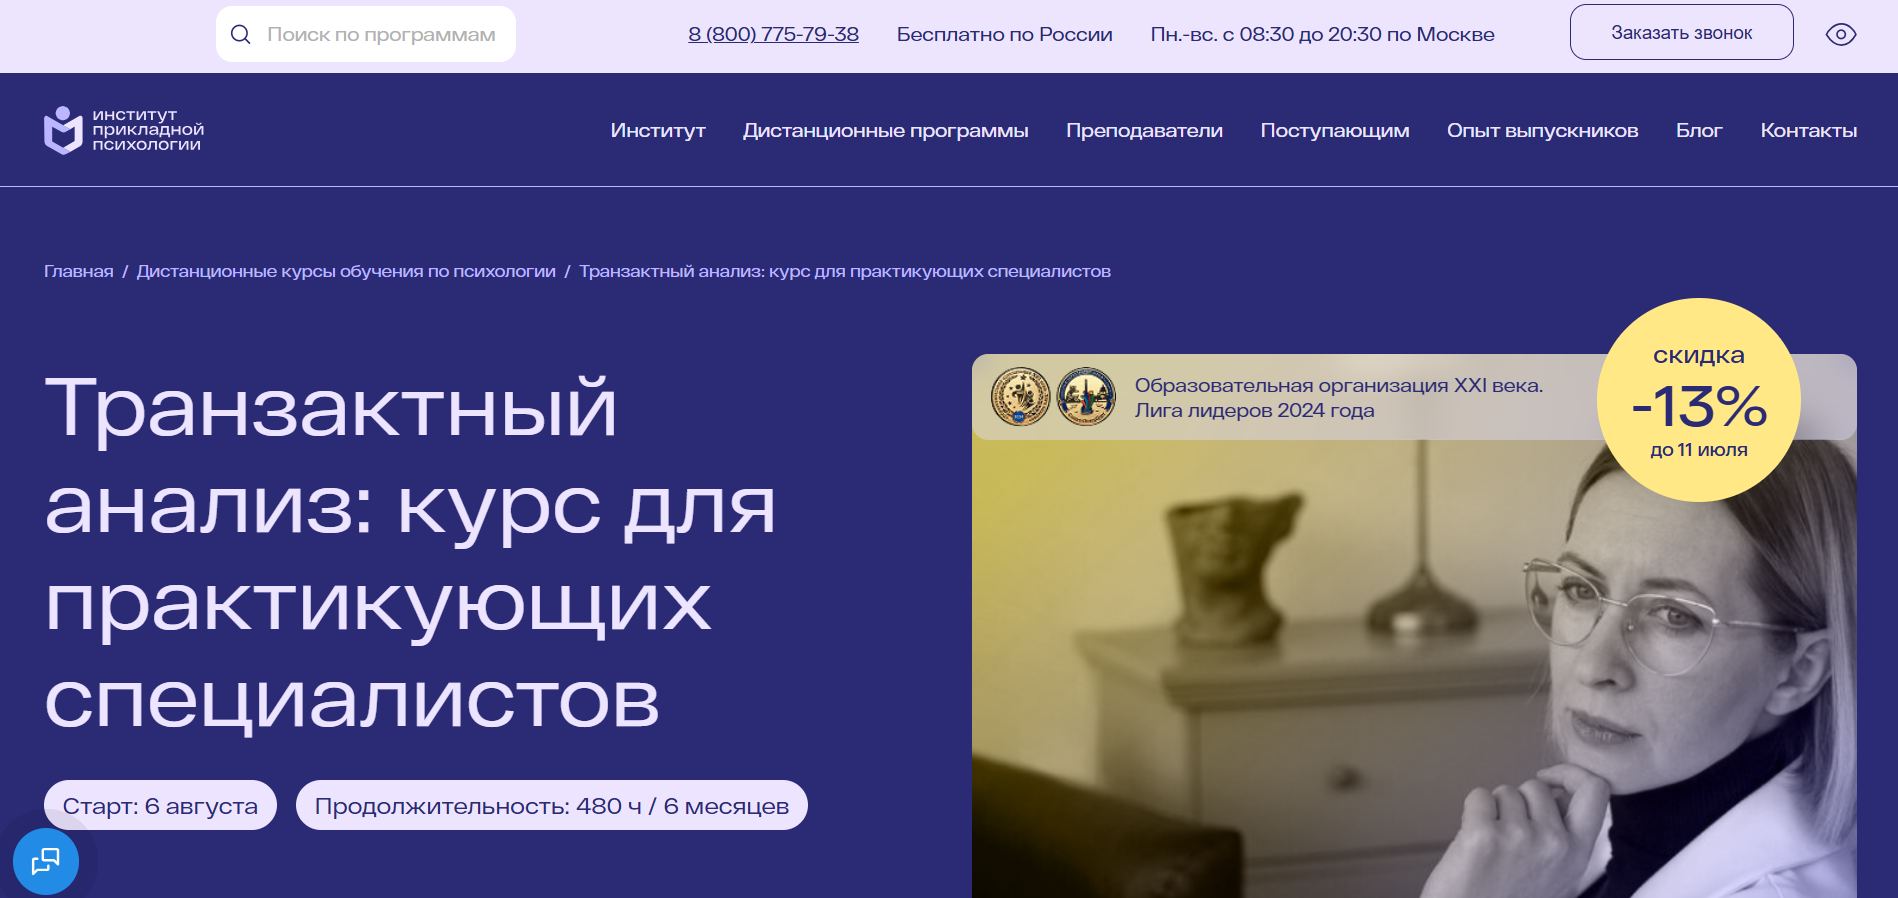 Поиск по программам
8 (800) 775-79-38
Бесплатно по России
Пн.-вс. с 08:30 до 20:30 по Москве
Заказать звонок
институт
прикладной
психологии
Институт
Дистанционные программы
Преподаватели
Поступающим
Опыт выпускников
Блог
Контакты
Главная / Дистанционные курсы обучения по психологии / Транзактный анализ: курс для практикующих специалистов
Транзактный
анализ: курс для
практикующих
специалистов
Старт: 6 августа
Продолжительность: 480 ч / 6 месяцев
Образовательная организация XXI века.
Лига лидеров 2024 года
скидка
-13%
до 11 июля